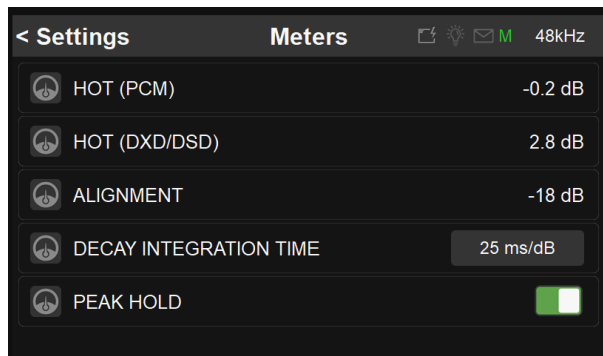 < Settings Meters M 48kHz
HOT (PCM) -0.2 dB
HOT (DXD/DSD) 2.8 dB
ALIGNMENT -18 dB
DECAY INTEGRATION TIME 25 ms/dB
PEAK HOLD